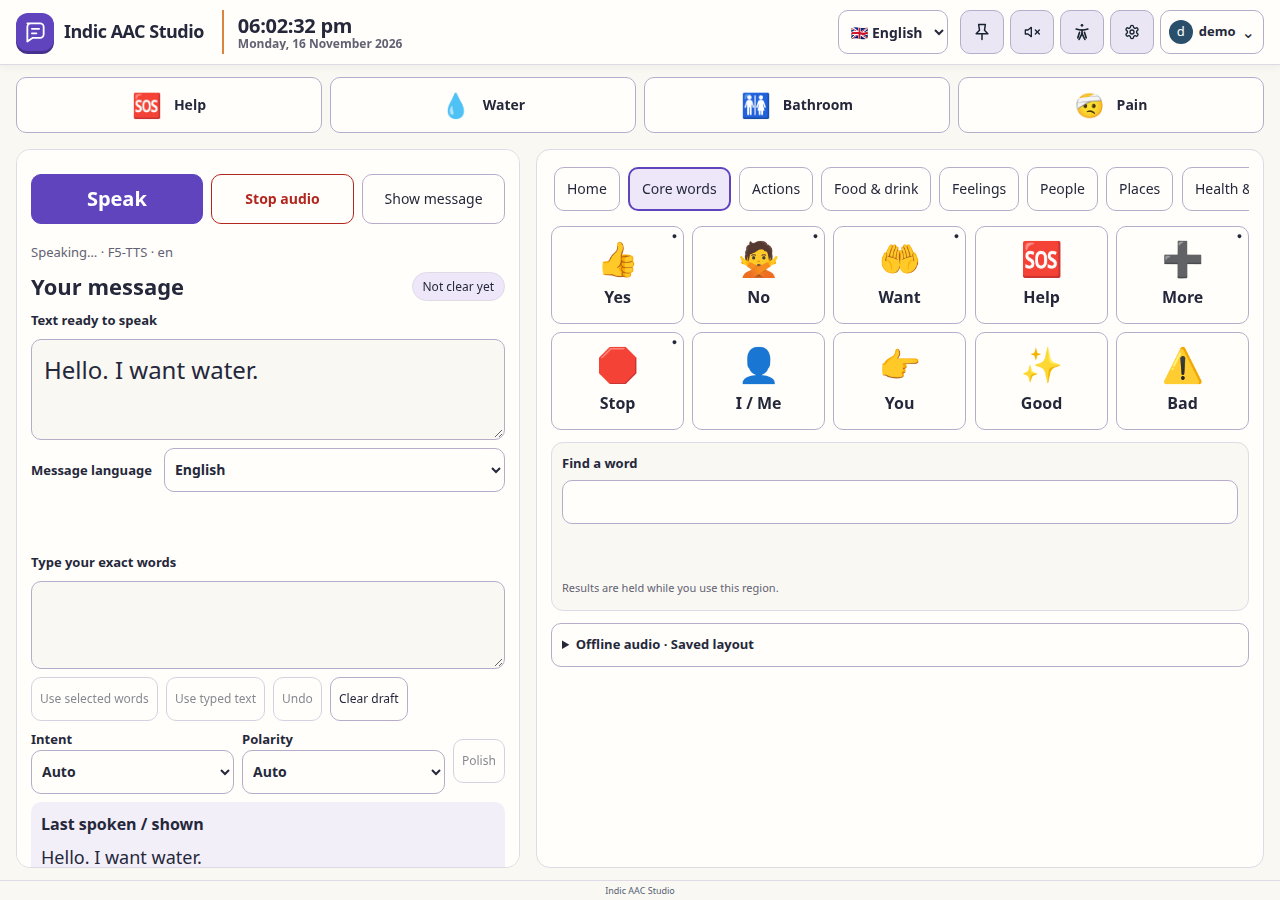 Indic AAC Studio
06:02:32 pm
Monday, 16 November 2026
🇬🇧 English
d demo
🆘 Help
Water
Bathroom
Pain
Speak
Stop audio
Show message
Speaking... · F5-TTS · en
Your message
Not clear yet
Text ready to speak
Hello. I want water.
Message language
English
Type your exact words
Use selected words
Use typed text
Undo
Clear draft
Intent
Polarity
Auto
Auto
Polish
Last spoken / shown
Hello. I want water.
Home
Core words
Actions
Food & drink
Feelings
People
Places
Health &
Yes
No
Want
🆘
Help
More
Stop
I / Me
You
Good
Bad
Find a word
Results are held while you use this region.
Offline audio · Saved layout
Indic AAC Studio